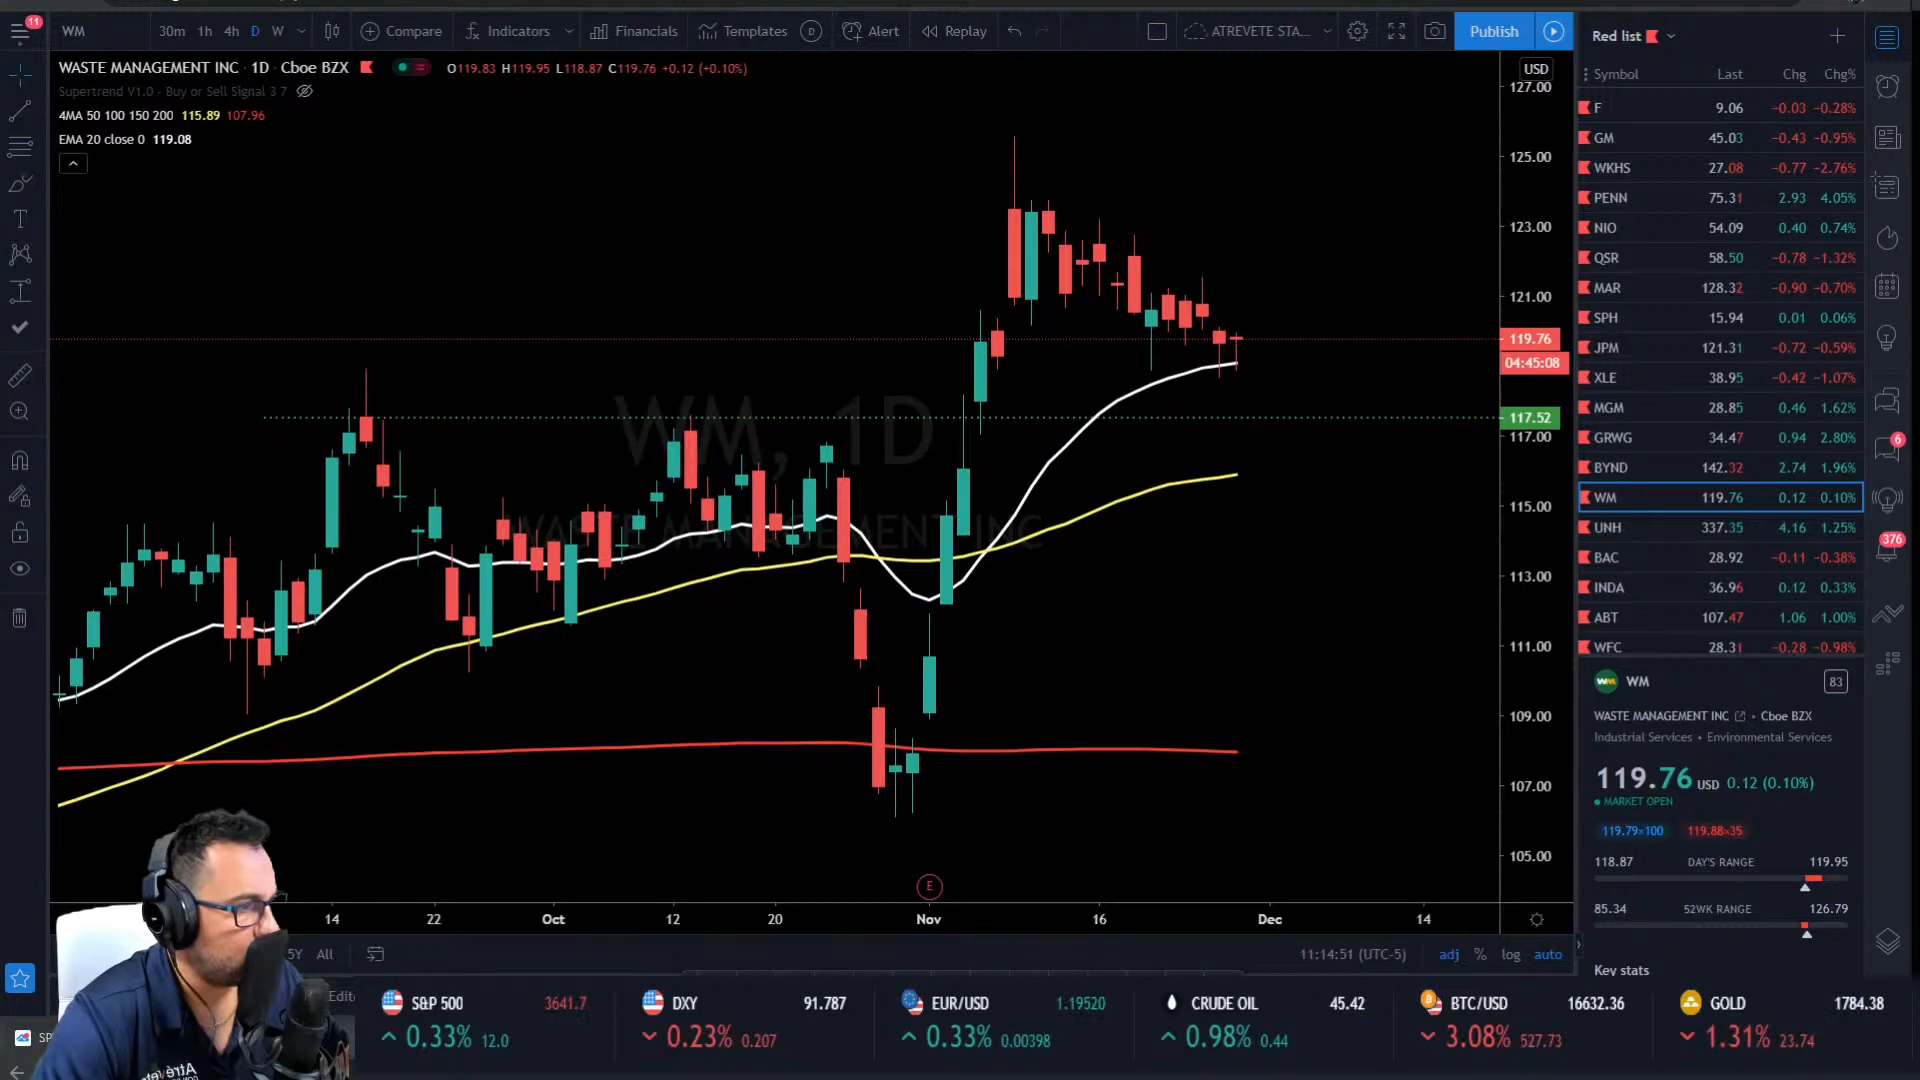 11
WM
30m 1h 4h D W
Compare
Indicators
Financials
Templates
D
Alert
Replay
ATREVETE STA...
Publish
WASTE MANAGEMENT INC · 1D · Cboe BZX
O119.83 H119.95 L118.87 C119.76 +0.12 (+0.10%)
Supertrend V1.0 - Buy or Sell Signal 3 7
4MA 50 100 150 200 115.89 107.96
EMA 20 close 0 119.08
WM, 1D
WASTE MANAGEMENT INC
USD
127.00
125.00
123.00
121.00
119.76
04:45:08
117.52
117.00
115.00
113.00
111.00
109.00
107.00
105.00
E
14 22 Oct 12 20 Nov 16 Dec 14
5Y All
11:14:51 (UTC-5) adj % log auto
Red list
Symbol Last Chg Chg%
F 9.06 −0.03 −0.28%
GM 45.03 −0.43 −0.95%
WKHS 27.08 −0.77 −2.76%
PENN 75.31 2.93 4.05%
NIO 54.09 0.40 0.74%
QSR 58.50 −0.78 −1.32%
MAR 128.32 −0.90 −0.70%
SPH 15.94 0.01 0.06%
JPM 121.31 −0.72 −0.59%
XLE 38.95 −0.42 −1.07%
MGM 28.85 0.46 1.62%
GRWG 34.47 0.94 2.80%
BYND 142.32 2.74 1.96%
WM 119.76 0.12 0.10%
UNH 337.35 4.16 1.25%
BAC 28.92 −0.11 −0.38%
INDA 36.96 0.12 0.33%
ABT 107.47 1.06 1.00%
WFC 28.31 −0.28 −0.98%
6
376
WM WM 83
WASTE MANAGEMENT INC • Cboe BZX
Industrial Services • Environmental Services
119.76 USD 0.12 (0.10%)
MARKET OPEN
119.79×100 119.88×35
118.87 DAY'S RANGE 119.95
85.34 52WK RANGE 126.79
Key stats
Edit
SP
S&P 500 3641.7
0.33% 12.0
DXY 91.787
0.23% 0.207
EUR/USD 1.19520
0.33% 0.00398
CRUDE OIL 45.42
0.98% 0.44
BTC/USD 16632.36
3.08% 527.73
GOLD 1784.38
1.31% 23.74